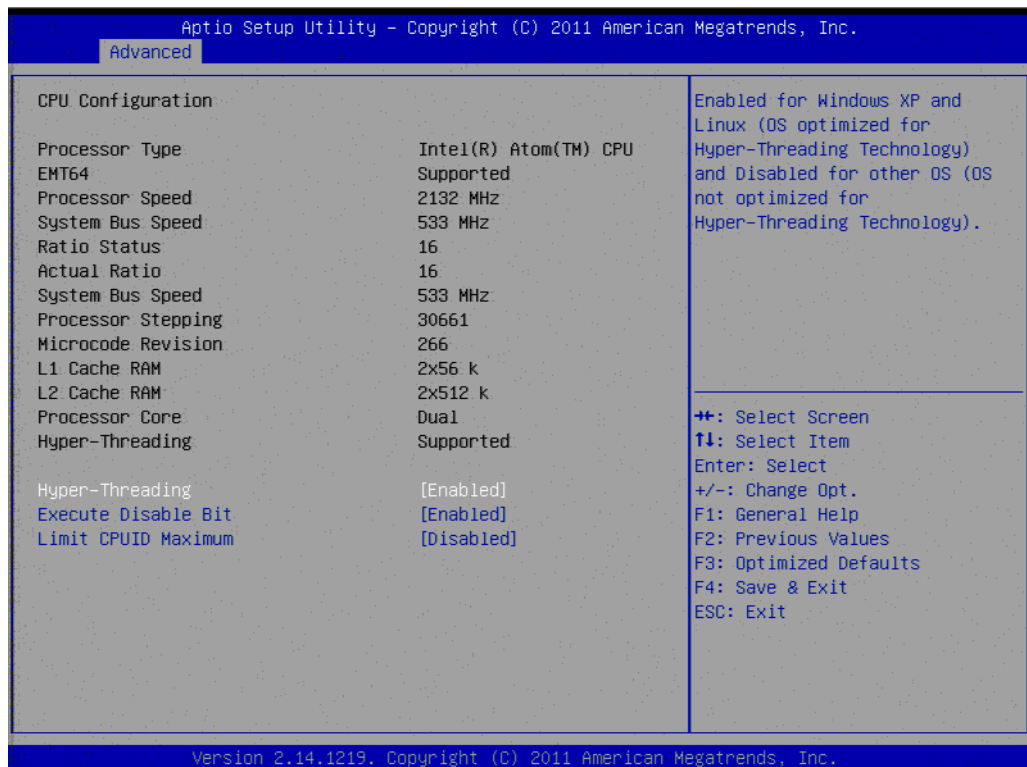 Aptio Setup Utility – Copyright (C) 2011 American Megatrends, Inc.
Advanced
CPU Configuration
Processor Type Intel(R) Atom(TM) CPU
EMT64 Supported
Processor Speed 2132 MHz
System Bus Speed 533 MHz
Ratio Status 16
Actual Ratio 16
System Bus Speed 533 MHz
Processor Stepping 30661
Microcode Revision 266
L1 Cache RAM 2x56 k
L2 Cache RAM 2x512 k
Processor Core Dual
Hyper-Threading Supported
Hyper-Threading [Enabled]
Execute Disable Bit [Enabled]
Limit CPUID Maximum [Disabled]
Enabled for Windows XP and
Linux (OS optimized for
Hyper-Threading Technology)
and Disabled for other OS (OS
not optimized for
Hyper-Threading Technology).
→←: Select Screen
↑↓: Select Item
Enter: Select
+/-: Change Opt.
F1: General Help
F2: Previous Values
F3: Optimized Defaults
F4: Save & Exit
ESC: Exit
Version 2.14.1219. Copyright (C) 2011 American Megatrends, Inc.